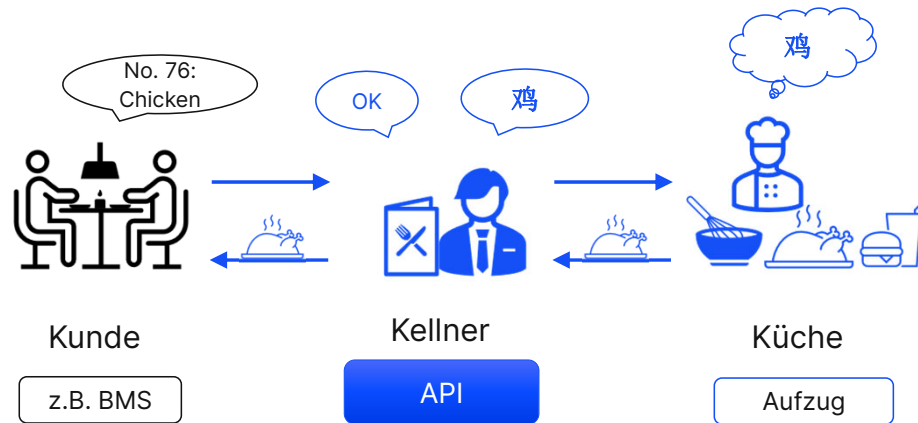 No. 76:
Chicken
OK
鸡
鸡
Kunde
Kellner
Küche
z.B. BMS
API
Aufzug